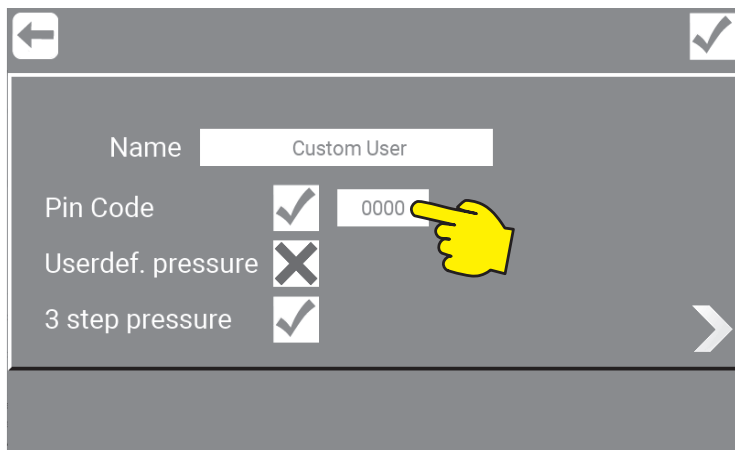 Name Custom User
Pin Code 0000
Userdef. pressure
3 step pressure